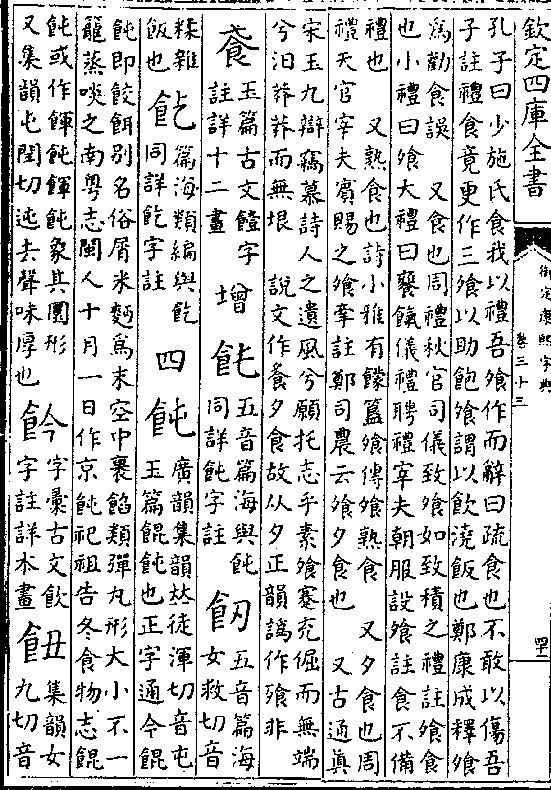 欽定四庫全書
御定康熙字典
卷三十三
孔子曰少施氏食我以禮吾飧作而辭曰疏食也不敢以傷吾
子註禮食竟更作三飧以助飽飧謂以飲澆飯也鄭康成釋飧
爲勸食誤 又食也周禮秋官司儀致飧如致積之禮註飧食
也小禮曰飧大禮曰饔餼儀禮聘禮宰夫朝服設飧註食不備
禮也 又熟食也詩小雅有饛簋飧傳飧熟食 又夕食也周
禮天官宰夫賓賜之飧牽註鄭司農云飧夕食也 又古通眞
宋玉九辯竊慕詩人之遺風兮願托志乎素飧蹇充倔而無端
兮汩莽莽而無垠 說文作䬸夕食故从夕正韻譌作飱非
飡 玉篇古文饐字
註詳十二畫
增
飥 五音篇海與飩
同詳飩字註
䬢 五音篇海
女救切音
糅雜
飯也
飢 篇海類編與飥
同詳飥字註
四
飩 廣韻集韻𠀤徒渾切音屯
玉篇餛飩也正字通今餛
飩即餃餌別名俗屑米麪爲末空中裹餡類彈丸形大小不一
籠蒸啖之南粤志閩人十月一日作京飩祀祖告冬食物志餛
飩或作餫飩餫飩象其圜形
又集韻屯閏切迍去聲味厚也
飠今 字彙古文飲
字註詳本畫
飿 集韻女
九切音